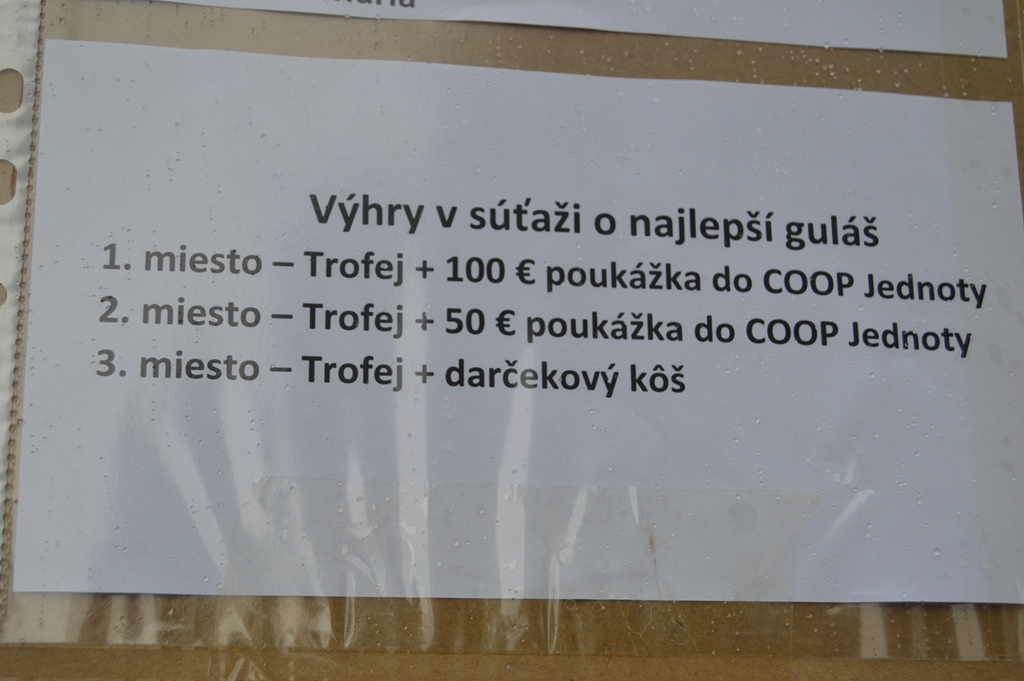 Výhry v súťaži o najlepší guláš
1. miesto – Trofej + 100 € poukážka do COOP Jednoty
2. miesto – Trofej + 50 € poukážka do COOP Jednoty
3. miesto – Trofej + darčekový kôš